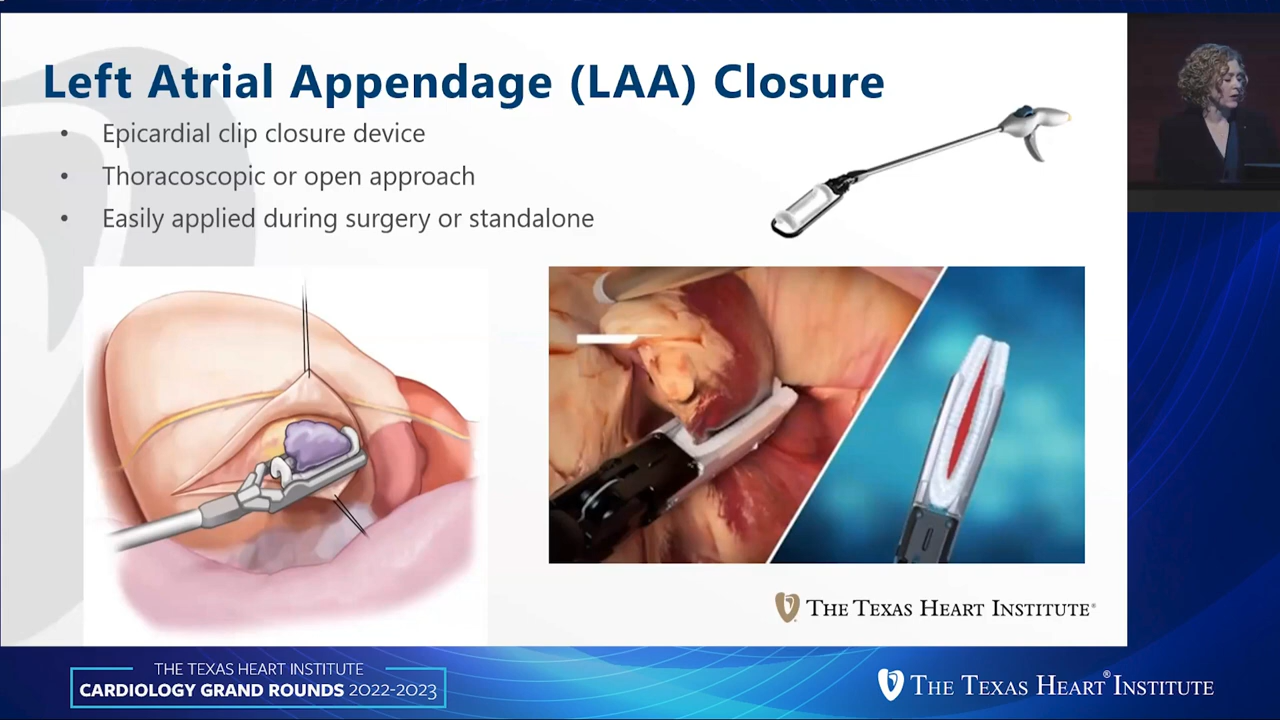 Left Atrial Appendage (LAA) Closure
• Epicardial clip closure device
• Thoracoscopic or open approach
• Easily applied during surgery or standalone
THE TEXAS HEART INSTITUTE®
THE TEXAS HEART INSTITUTE
CARDIOLOGY GRAND ROUNDS 2022-2023
THE TEXAS HEART® INSTITUTE